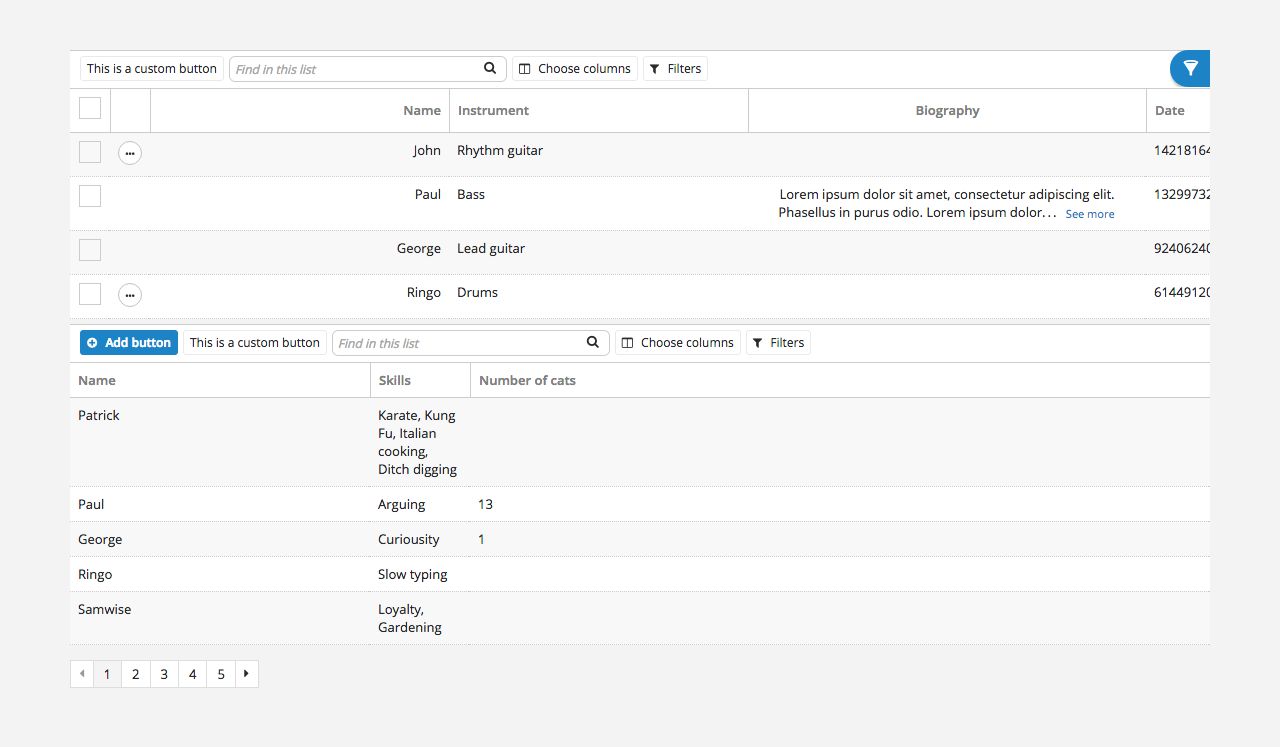 This is a custom button Find in this list Choose columns Filters
Name Instrument Biography Date
John Rhythm guitar 14218164
Paul Bass Lorem ipsum dolor sit amet, consectetur adipiscing elit. 13299732
Phasellus in purus odio. Lorem ipsum dolor... See more
George Lead guitar 92406240
Ringo Drums 61449120
Add button This is a custom button Find in this list Choose columns Filters
Name Skills Number of cats
Patrick Karate, Kung
Fu, Italian
cooking,
Ditch digging
Paul Arguing 13
George Curiousity 1
Ringo Slow typing
Samwise Loyalty,
Gardening
1 2 3 4 5